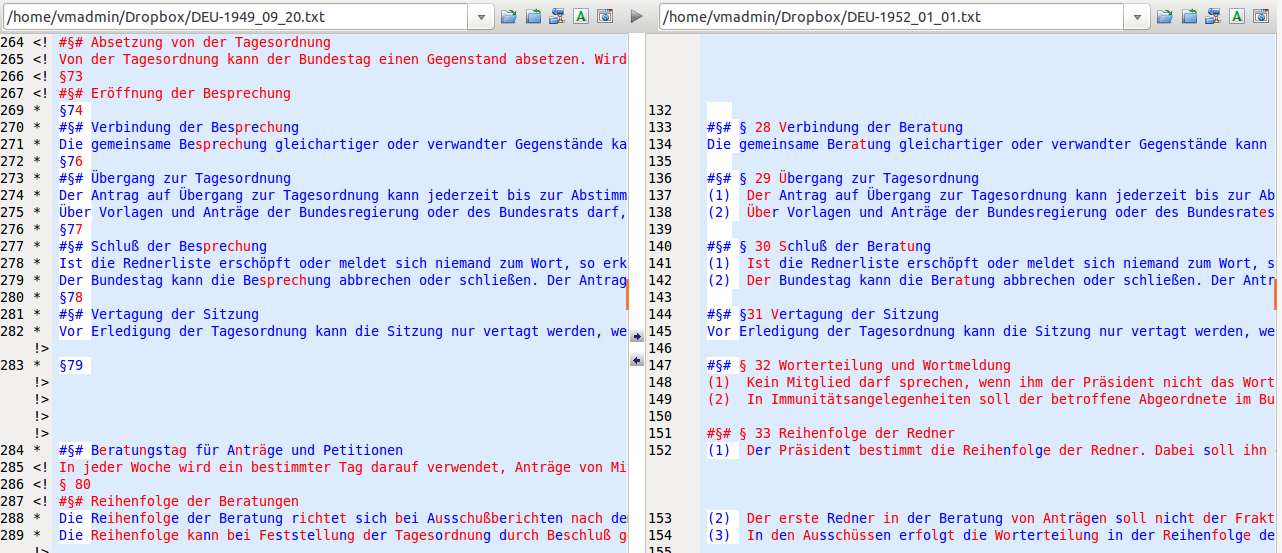 /home/vmadmin/Dropbox/DEU-1949_09_20.txt
/home/vmadmin/Dropbox/DEU-1952_01_01.txt
264 <! #§# Absetzung von der Tagesordnung
265 <! Von der Tagesordnung kann der Bundestag einen Gegenstand absetzen. Wird
266 <! §73
267 <! #§# Eröffnung der Besprechung
269 * §74
270 * #§# Verbindung der Besprechung
271 * Die gemeinsame Besprechung gleichartiger oder verwandter Gegenstände ka
272 * §76
273 * #§# Übergang zur Tagesordnung
274 * Der Antrag auf Übergang zur Tagesordnung kann jederzeit bis zur Abstimm
275 * Über Vorlagen und Anträge der Bundesregierung oder des Bundesrats darf,
276 * §77
277 * #§# Schluß der Besprechung
278 * Ist die Rednerliste erschöpft oder meldet sich niemand zum Wort, so erk
279 * Der Bundestag kann die Besprechung abbrechen oder schließen. Der Antrag
280 * §78
281 * #§# Vertagung der Sitzung
282 * Vor Erledigung der Tagesordnung kann die Sitzung nur vertagt werden, we
!>
283 * §79
!>
!>
!>
!>
284 * #§# Beratungstag für Anträge und Petitionen
285 <! In jeder Woche wird ein bestimmter Tag darauf verwendet, Anträge von Mi
286 <! § 80
287 <! #§# Reihenfolge der Beratungen
288 * Die Reihenfolge der Beratung richtet sich bei Ausschußberichten nach de
289 * Die Reihenfolge kann bei Feststellung der Tagesordnung durch Beschluß g
!>
132
133 #§# § 28 Verbindung der Beratung
134 Die gemeinsame Beratung gleichartiger oder verwandter Gegenstände kann
135
136 #§# § 29 Übergang zur Tagesordnung
137 (1) Der Antrag auf Übergang zur Tagesordnung kann jederzeit bis zur Ab
138 (2) Über Vorlagen und Anträge der Bundesregierung oder des Bundesrates
139
140 #§# § 30 Schluß der Beratung
141 (1) Ist die Rednerliste erschöpft oder meldet sich niemand zum Wort, s
142 (2) Der Bundestag kann die Beratung abbrechen oder schließen. Der Antr
143
144 #§# §31 Vertagung der Sitzung
145 Vor Erledigung der Tagesordnung kann die Sitzung nur vertagt werden, we
146
147 #§# § 32 Worterteilung und Wortmeldung
148 (1) Kein Mitglied darf sprechen, wenn ihm der Präsident nicht das Wort
149 (2) In Immunitätsangelegenheiten soll der betroffene Abgeordnete im Bu
150
151 #§# § 33 Reihenfolge der Redner
152 (1) Der Präsident bestimmt die Reihenfolge der Redner. Dabei soll ihn
153 (2) Der erste Redner in der Beratung von Anträgen soll nicht der Frakt
154 (3) In den Ausschüssen erfolgt die Worterteilung in der Reihenfolge de
155